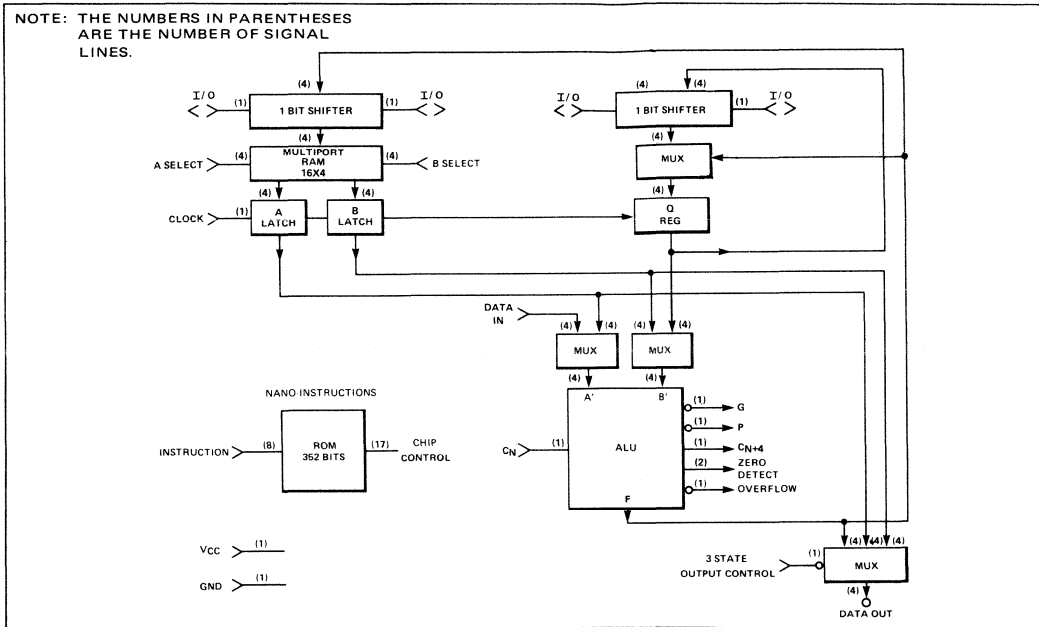 NOTE: THE NUMBERS IN PARENTHESES
ARE THE NUMBER OF SIGNAL
LINES.
(4)
(4) (4)
I/O (1) 1 BIT SHIFTER (1) I/O
I/O 1 BIT SHIFTER (1) I/O
(4)
(4)
A SELECT (4) MULTIPORT
RAM
16X4 (4) B SELECT
MUX
(4) (4)
(4)
CLOCK (1) A
LATCH
B
LATCH
Q
REG
DATA
IN
(4) (4) (4) (4)
MUX MUX
(4) (4)
A' B'
CN (1) ALU
F
(1) G
(1) P
(1) CN+4
(2) ZERO
DETECT
(1) OVERFLOW
NANO-INSTRUCTIONS
INSTRUCTION (8) ROM
352 BITS (17) CHIP
CONTROL
VCC (1)
GND (1)
(4) (4) (4)
3 STATE
OUTPUT CONTROL (1) MUX
(4)
DATA OUT